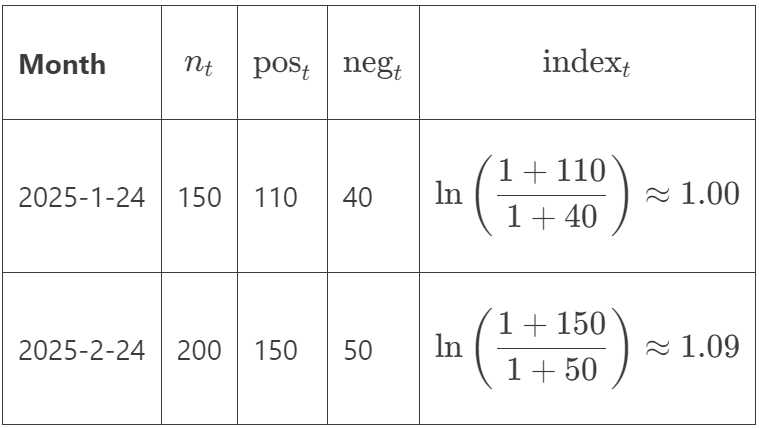 Month n_t pos_t neg_t index_t
2025-1-24 150 110 40 ln((1 + 110)/(1 + 40)) ≈ 1.00
2025-2-24 200 150 50 ln((1 + 150)/(1 + 50)) ≈ 1.09